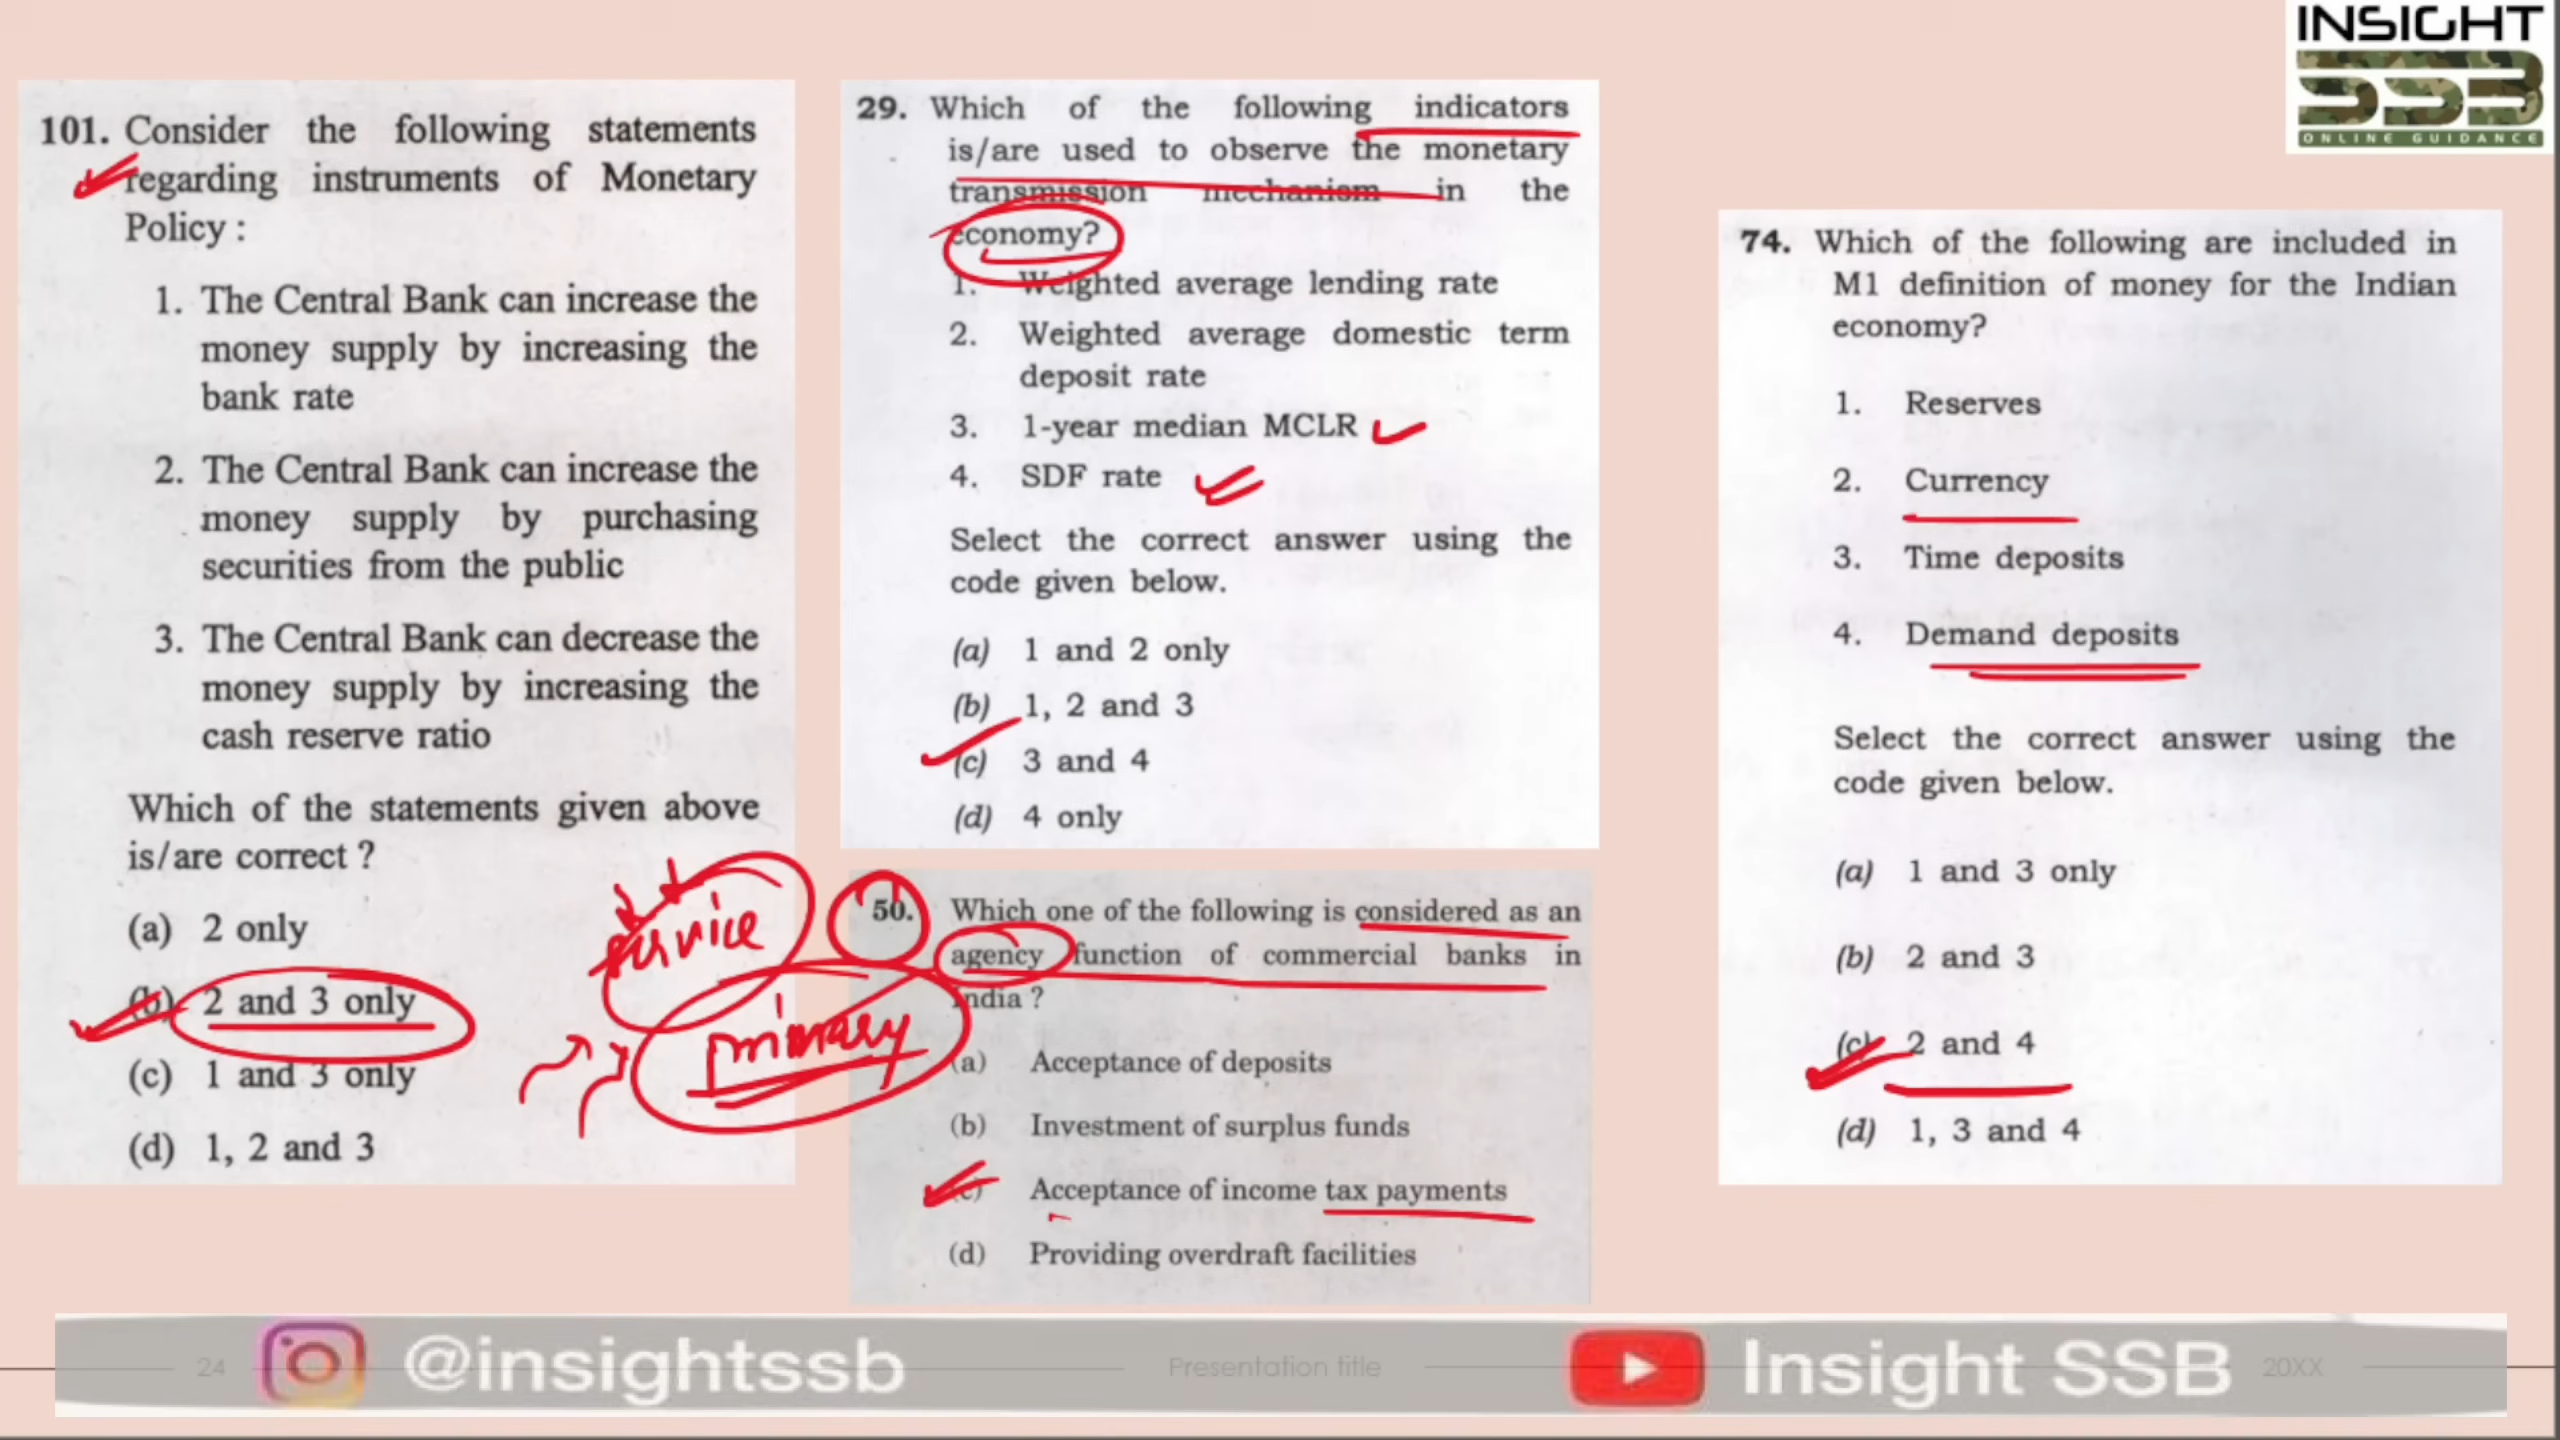 INSIGHT
SSB
ONLINE GUIDANCE
101. Consider the following statements
regarding instruments of Monetary
Policy :
1. The Central Bank can increase the
money supply by increasing the
bank rate
2. The Central Bank can increase the
money supply by purchasing
securities from the public
3. The Central Bank can decrease the
money supply by increasing the
cash reserve ratio
Which of the statements given above
is/are correct ?
(a) 2 only
(b) 2 and 3 only
(c) 1 and 3 only
(d) 1, 2 and 3
service
primary
29. Which of the following indicators
is/are used to observe the monetary
transmission mechanism in the
economy?
1. Weighted average lending rate
2. Weighted average domestic term
deposit rate
3. 1-year median MCLR
4. SDF rate
Select the correct answer using the
code given below.
(a) 1 and 2 only
(b) 1, 2 and 3
(c) 3 and 4
(d) 4 only
50. Which one of the following is considered as an
agency function of commercial banks in
India ?
(a) Acceptance of deposits
(b) Investment of surplus funds
(c) Acceptance of income tax payments
(d) Providing overdraft facilities
74. Which of the following are included in
M1 definition of money for the Indian
economy?
1. Reserves
2. Currency
3. Time deposits
4. Demand deposits
Select the correct answer using the
code given below.
(a) 1 and 3 only
(b) 2 and 3
(c) 2 and 4
(d) 1, 3 and 4
24 @insightssb Presentation title Insight SSB 20XX